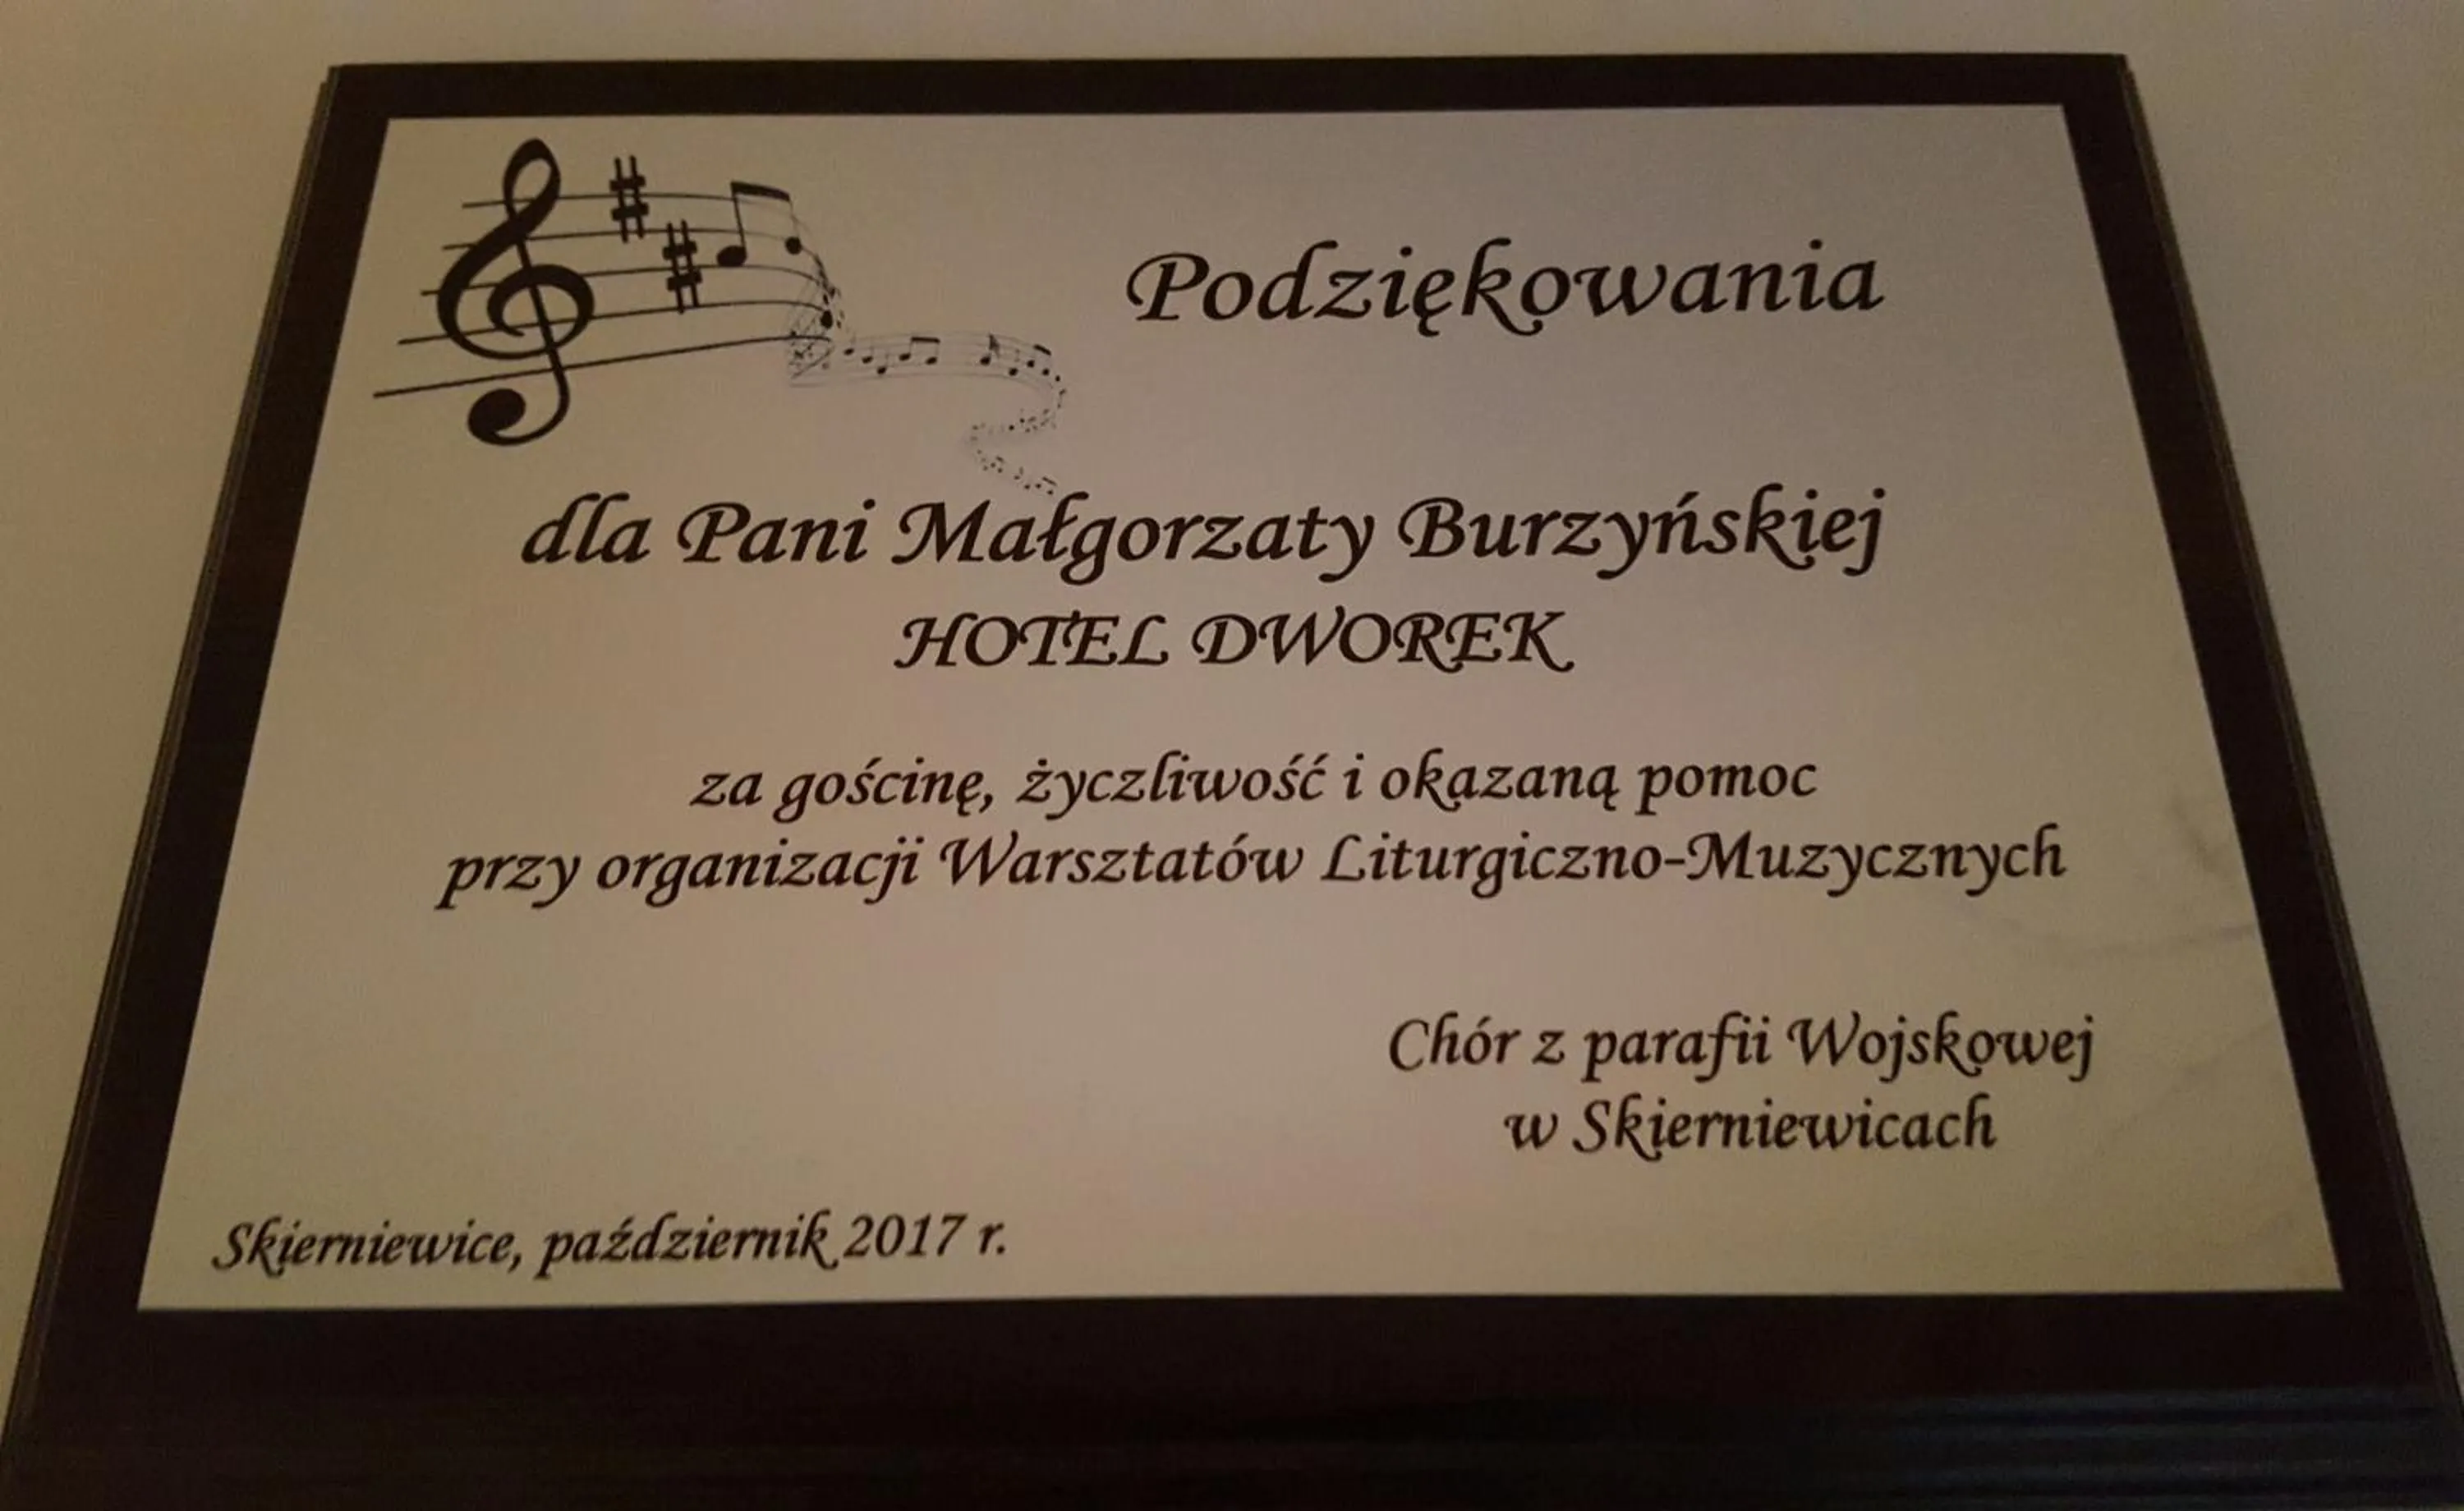 Podziękowania
dla Pani Małgorzaty Burzyńskiej
HOTEL DWOREK
za gościnę, życzliwość i okazaną pomoc
przy organizacji Warsztatów Liturgiczno-Muzycznych
Chór z parafii Wojskowej
w Skierniewicach
Skierniewice, październik 2017 r.